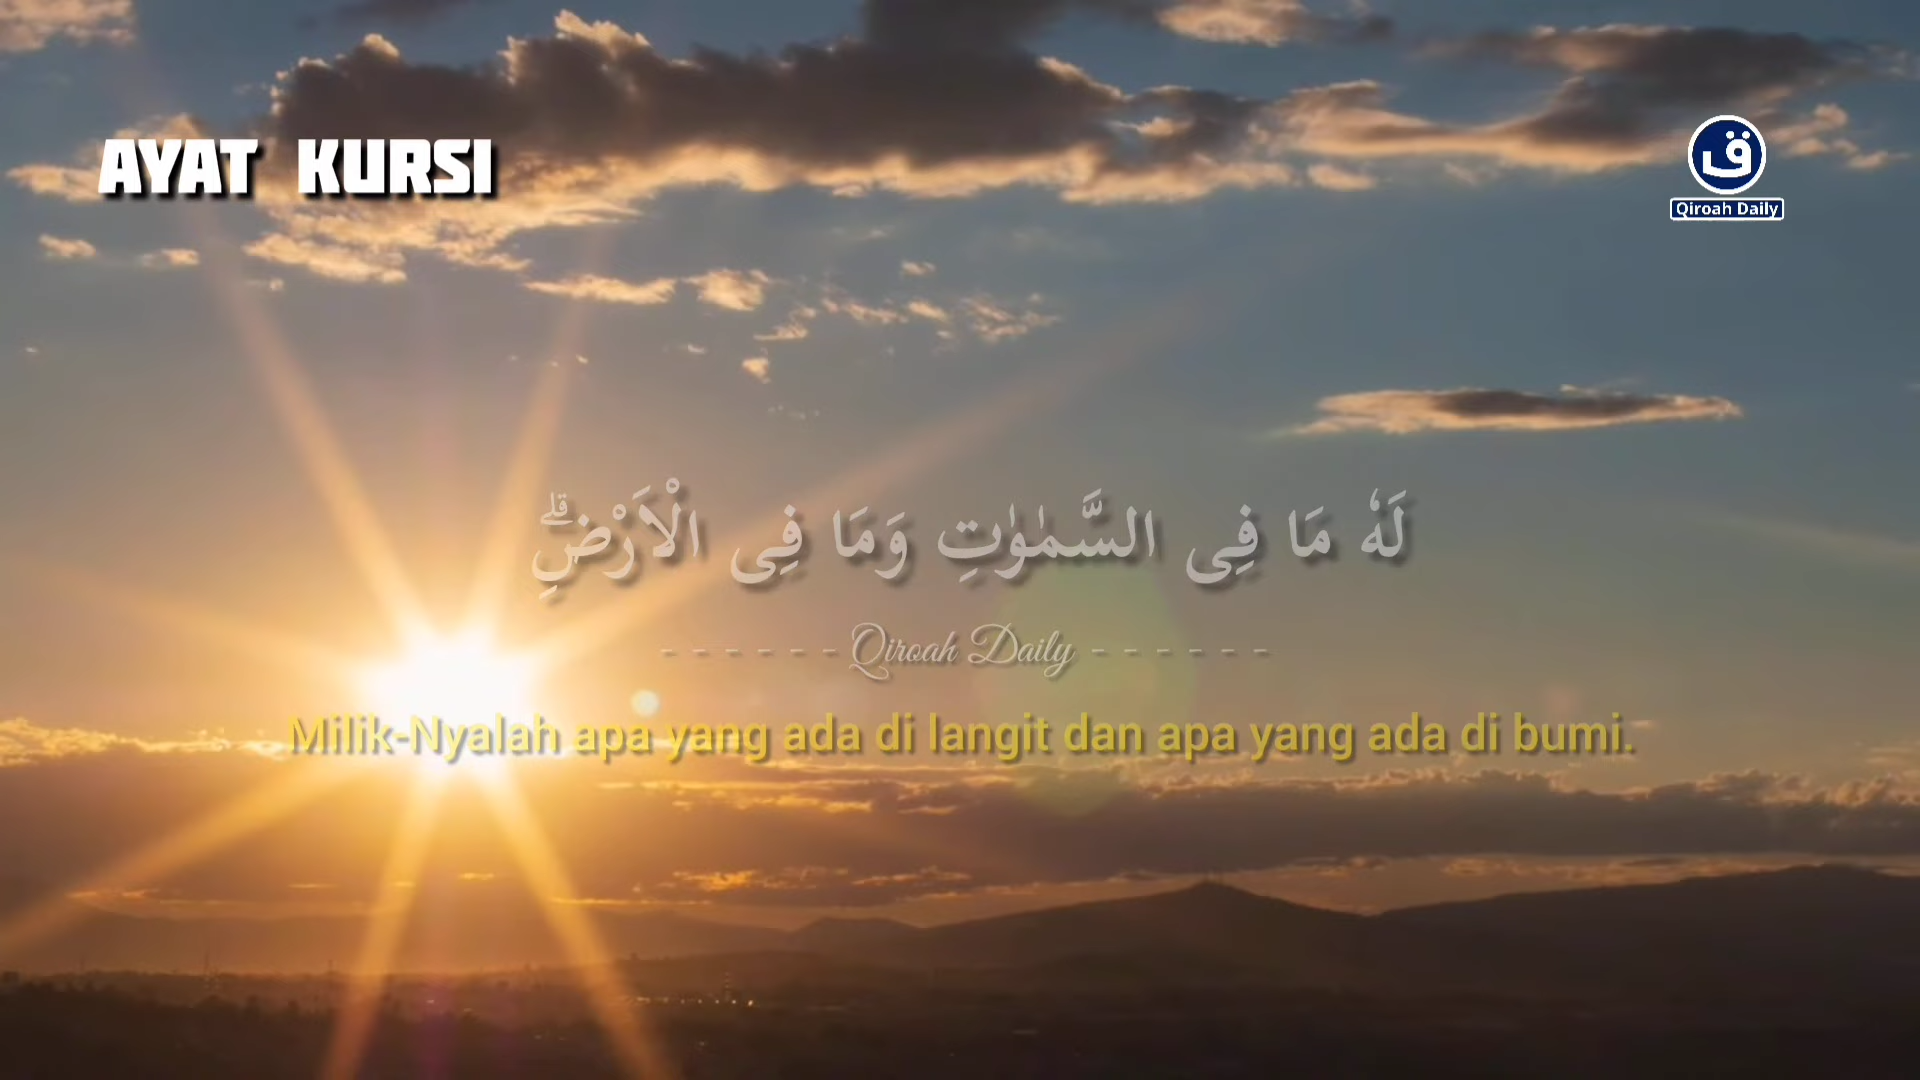 AYAT KURSI
ق
Qiroah Daily
لَهٗ مَا فِى السَّمٰوٰتِ وَمَا فِى الْاَرْضِۗ
- - - - - - Qiroah Daily - - - - - -
Milik-Nyalah apa yang ada di langit dan apa yang ada di bumi.